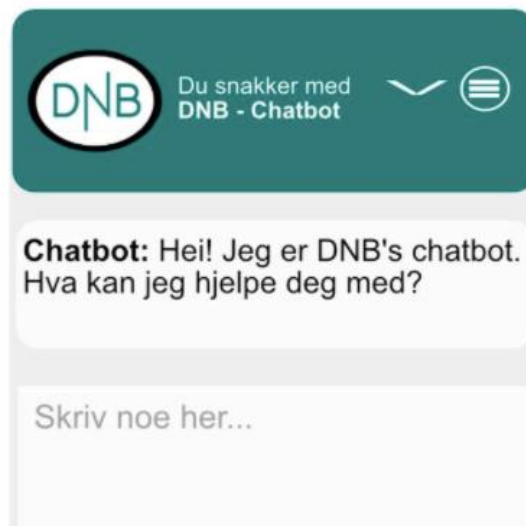 DNB
Du snakker med
DNB - Chatbot
Chatbot: Hei! Jeg er DNB's chatbot.
Hva kan jeg hjelpe deg med?
Skriv noe her...